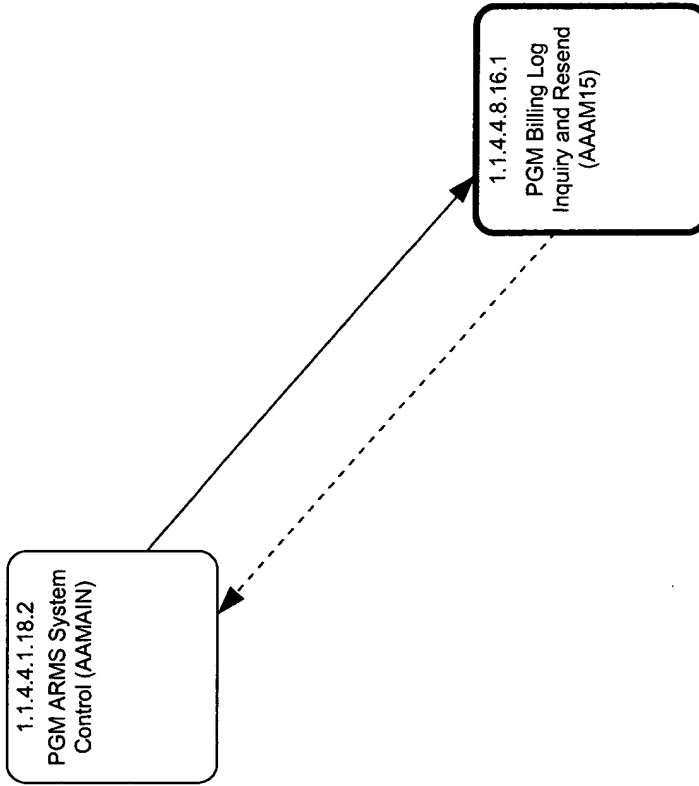 1.1.4.4.1.18.2
PGM ARMS System
Control (AAMAIN)
1.1.4.4.8.16.1
PGM Billing Log
Inquiry and Resend
(AAAM15)